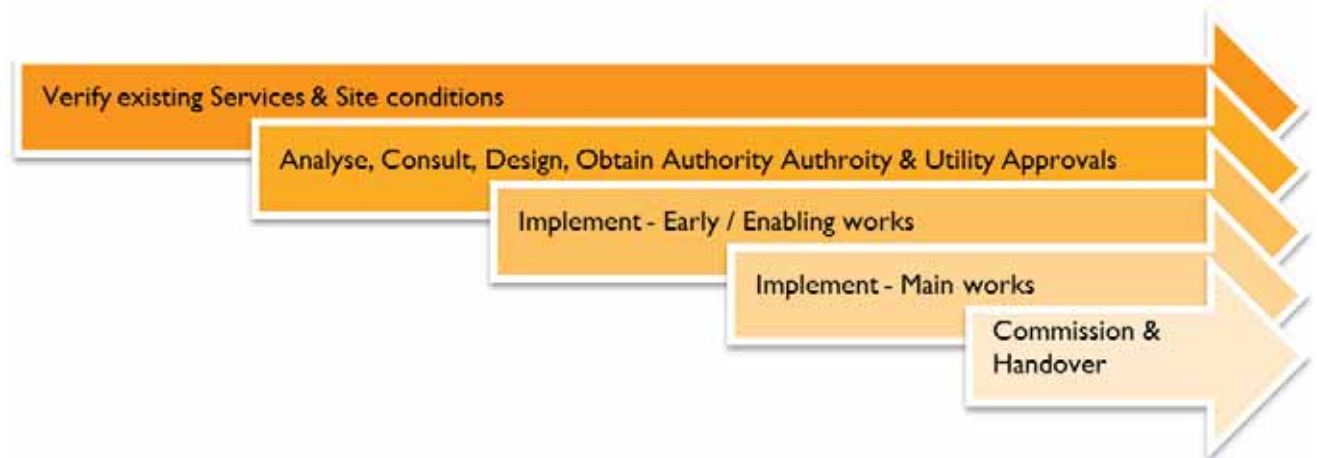 Verify existing Services & Site conditions
Analyse, Consult, Design, Obtain Authority Authroity & Utility Approvals
Implement - Early / Enabling works
Implement - Main works
Commission &
Handover